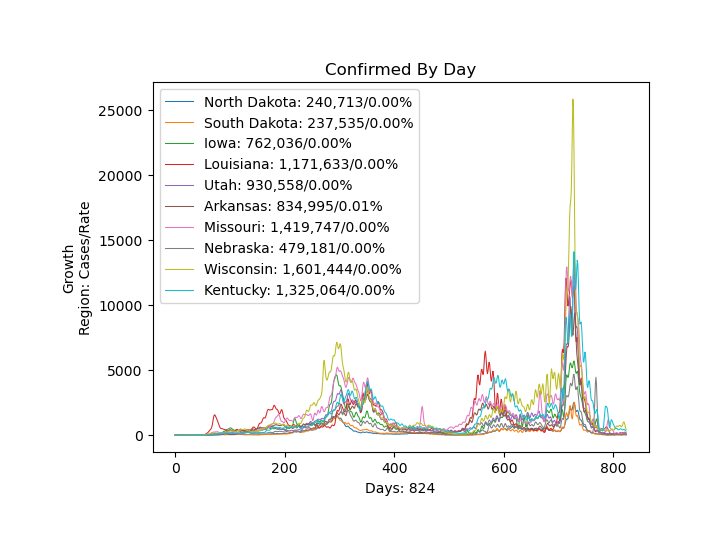 Confirmed By Day
25000
20000
15000
10000
5000
0
Growth
Region: Cases/Rate
North Dakota: 240,713/0.00%
South Dakota: 237,535/0.00%
Iowa: 762,036/0.00%
Louisiana: 1,171,633/0.00%
Utah: 930,558/0.00%
Arkansas: 834,995/0.01%
Missouri: 1,419,747/0.00%
Nebraska: 479,181/0.00%
Wisconsin: 1,601,444/0.00%
Kentucky: 1,325,064/0.00%
0 200 400 600 800
Days: 824